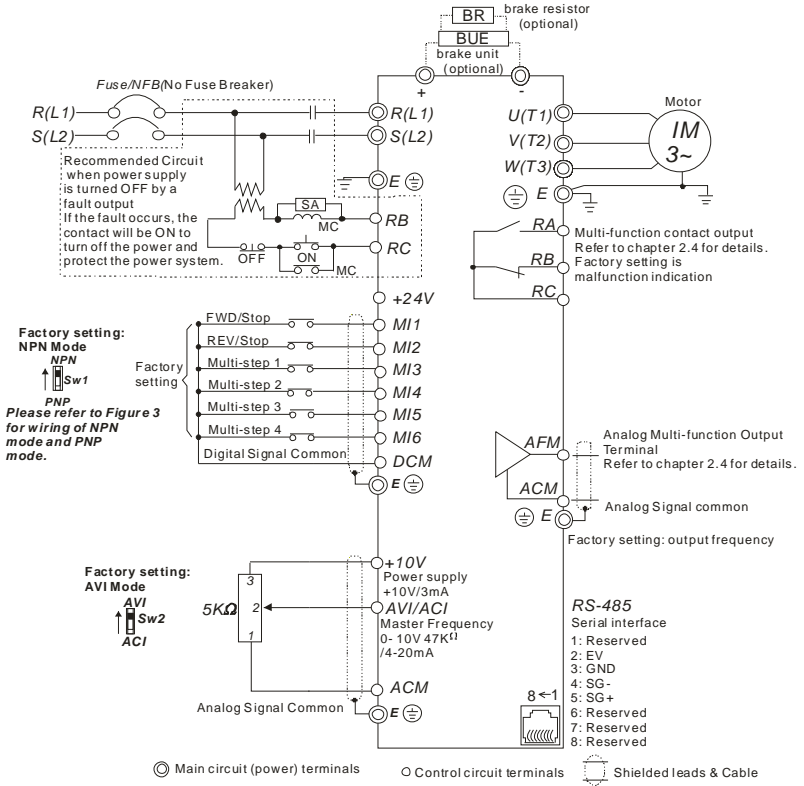 BR
brake resistor
(optional)
BUE
brake unit
(optional)
+
-
Fuse/NFB(No Fuse Breaker)
R(L1)
S(L2)
R(L1)
S(L2)
E
Recommended Circuit
when power supply
is turned OFF by a
fault output
If the fault occurs, the
contact will be ON to
turn off the power and
protect the power system.
SA
MC
RB
OFF
ON
MC
RC
U(T1)
V(T2)
W(T3)
E
Motor
IM
3~
RA
RB
RC
Multi-function contact output
Refer to chapter 2.4 for details.
Factory setting is
malfunction indication
+24V
Factory setting:
NPN Mode
NPN
Sw1
PNP
Please refer to Figure 3
for wiring of NPN
mode and PNP
mode.
Factory
setting
FWD/Stop
MI1
REV/Stop
MI2
Multi-step 1
MI3
Multi-step 2
MI4
Multi-step 3
MI5
Multi-step 4
MI6
Digital Signal Common
DCM
E
AFM
ACM
E
Analog Multi-function Output
Terminal
Refer to chapter 2.4 for details.
Analog Signal common
Factory setting: output frequency
Factory setting:
AVI Mode
AVI
Sw2
ACI
5KΩ
3
2
1
+10V
Power supply
+10V/3mA
AVI/ACI
Master Frequency
0- 10V 47KΩ
/4-20mA
ACM
Analog Signal Common
E
RS-485
Serial interface
1: Reserved
2: EV
3: GND
4: SG-
5: SG+
6: Reserved
7: Reserved
8: Reserved
8←1
Main circuit (power) terminals
Control circuit terminals
Shielded leads & Cable